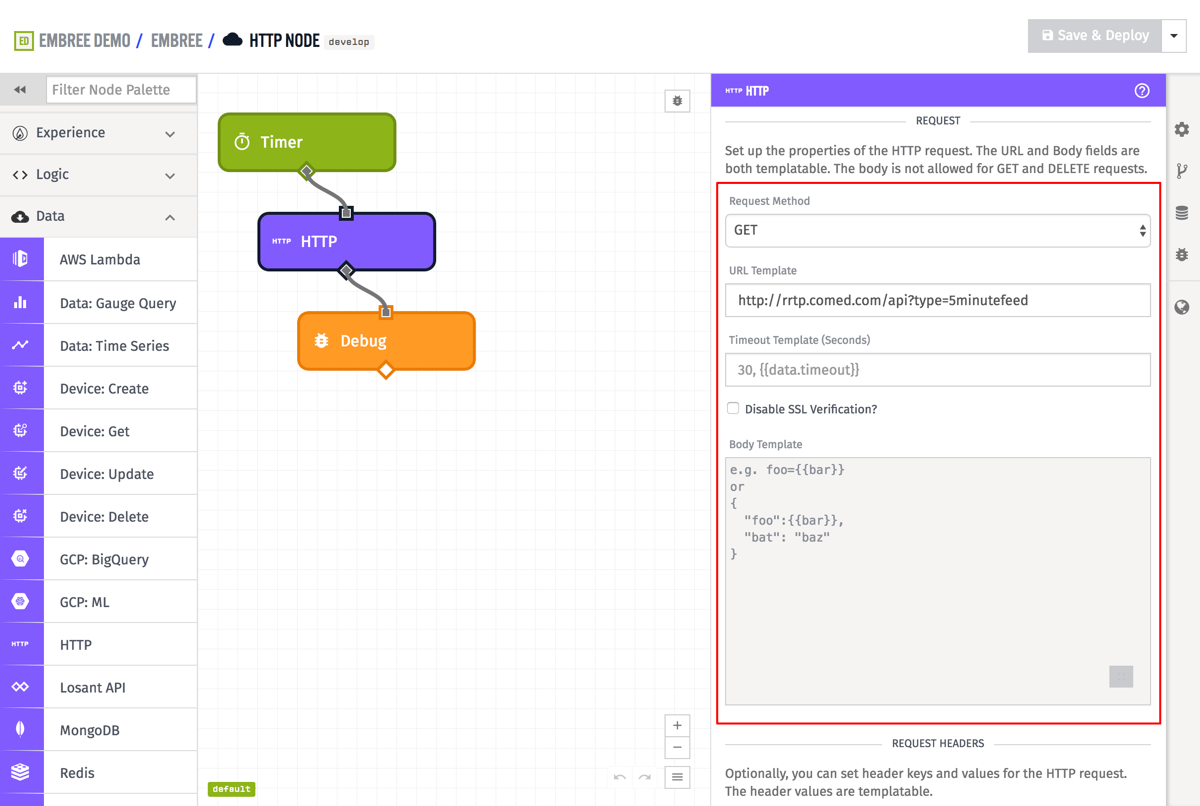 ED EMBREE DEMO / EMBREE / HTTP NODE develop
Save & Deploy
Filter Node Palette
Experience
Logic
Data
AWS Lambda
Data: Gauge Query
Data: Time Series
Device: Create
Device: Get
Device: Update
Device: Delete
GCP: BigQuery
GCP: ML
HTTP HTTP
Losant API
MongoDB
Redis
Timer
HTTP HTTP
Debug
default
HTTP HTTP
REQUEST
Set up the properties of the HTTP request. The URL and Body fields are
both templatable. The body is not allowed for GET and DELETE requests.
Request Method
GET
URL Template
http://rrtp.comed.com/api?type=5minutefeed
Timeout Template (Seconds)
30, {{data.timeout}}
Disable SSL Verification?
Body Template
e.g. foo={{bar}}
or
{
"foo":{{bar}},
"bat": "baz"
}
REQUEST HEADERS
Optionally, you can set header keys and values for the HTTP request.
The header values are templatable.